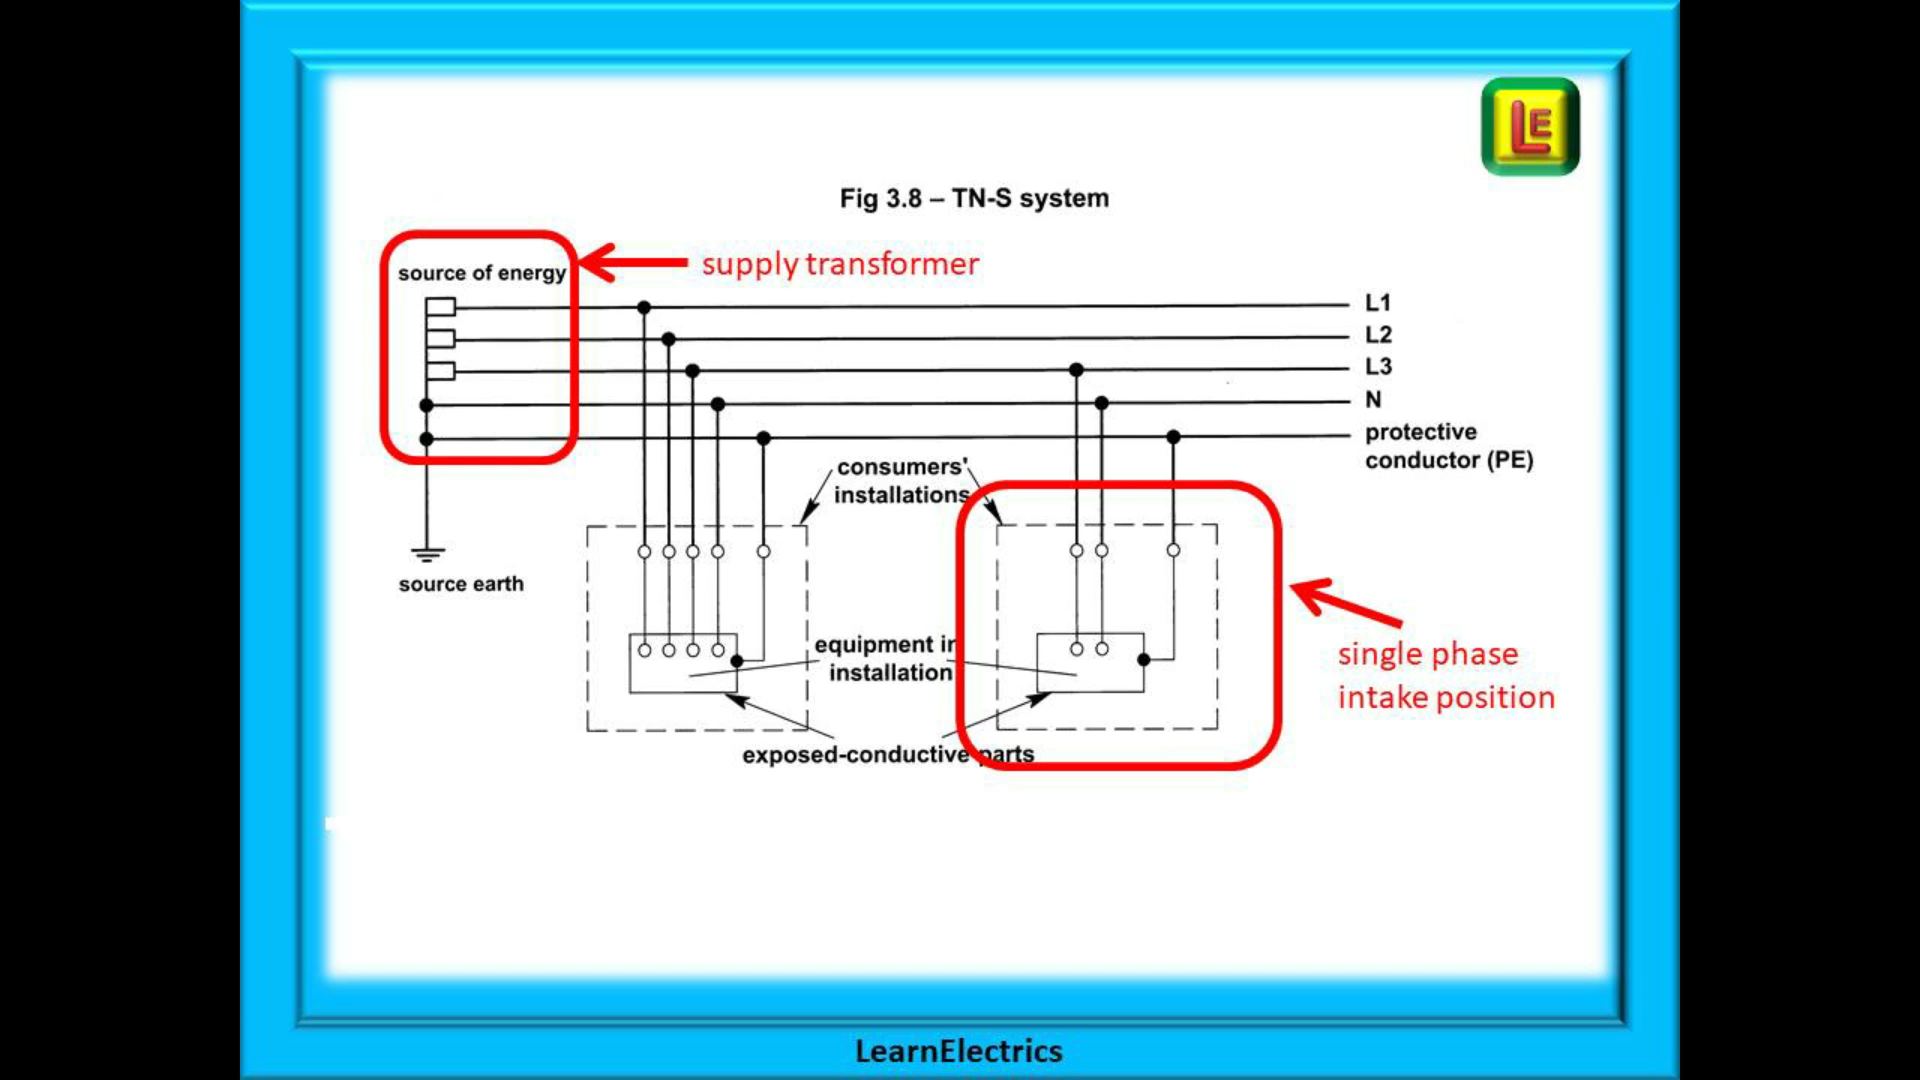 LE
Fig 3.8 – TN-S system
source of energy
supply transformer
L1
L2
L3
N
protective
conductor (PE)
consumers'
installations
source earth
equipment in
installation
single phase
intake position
exposed-conductive parts
LearnElectrics